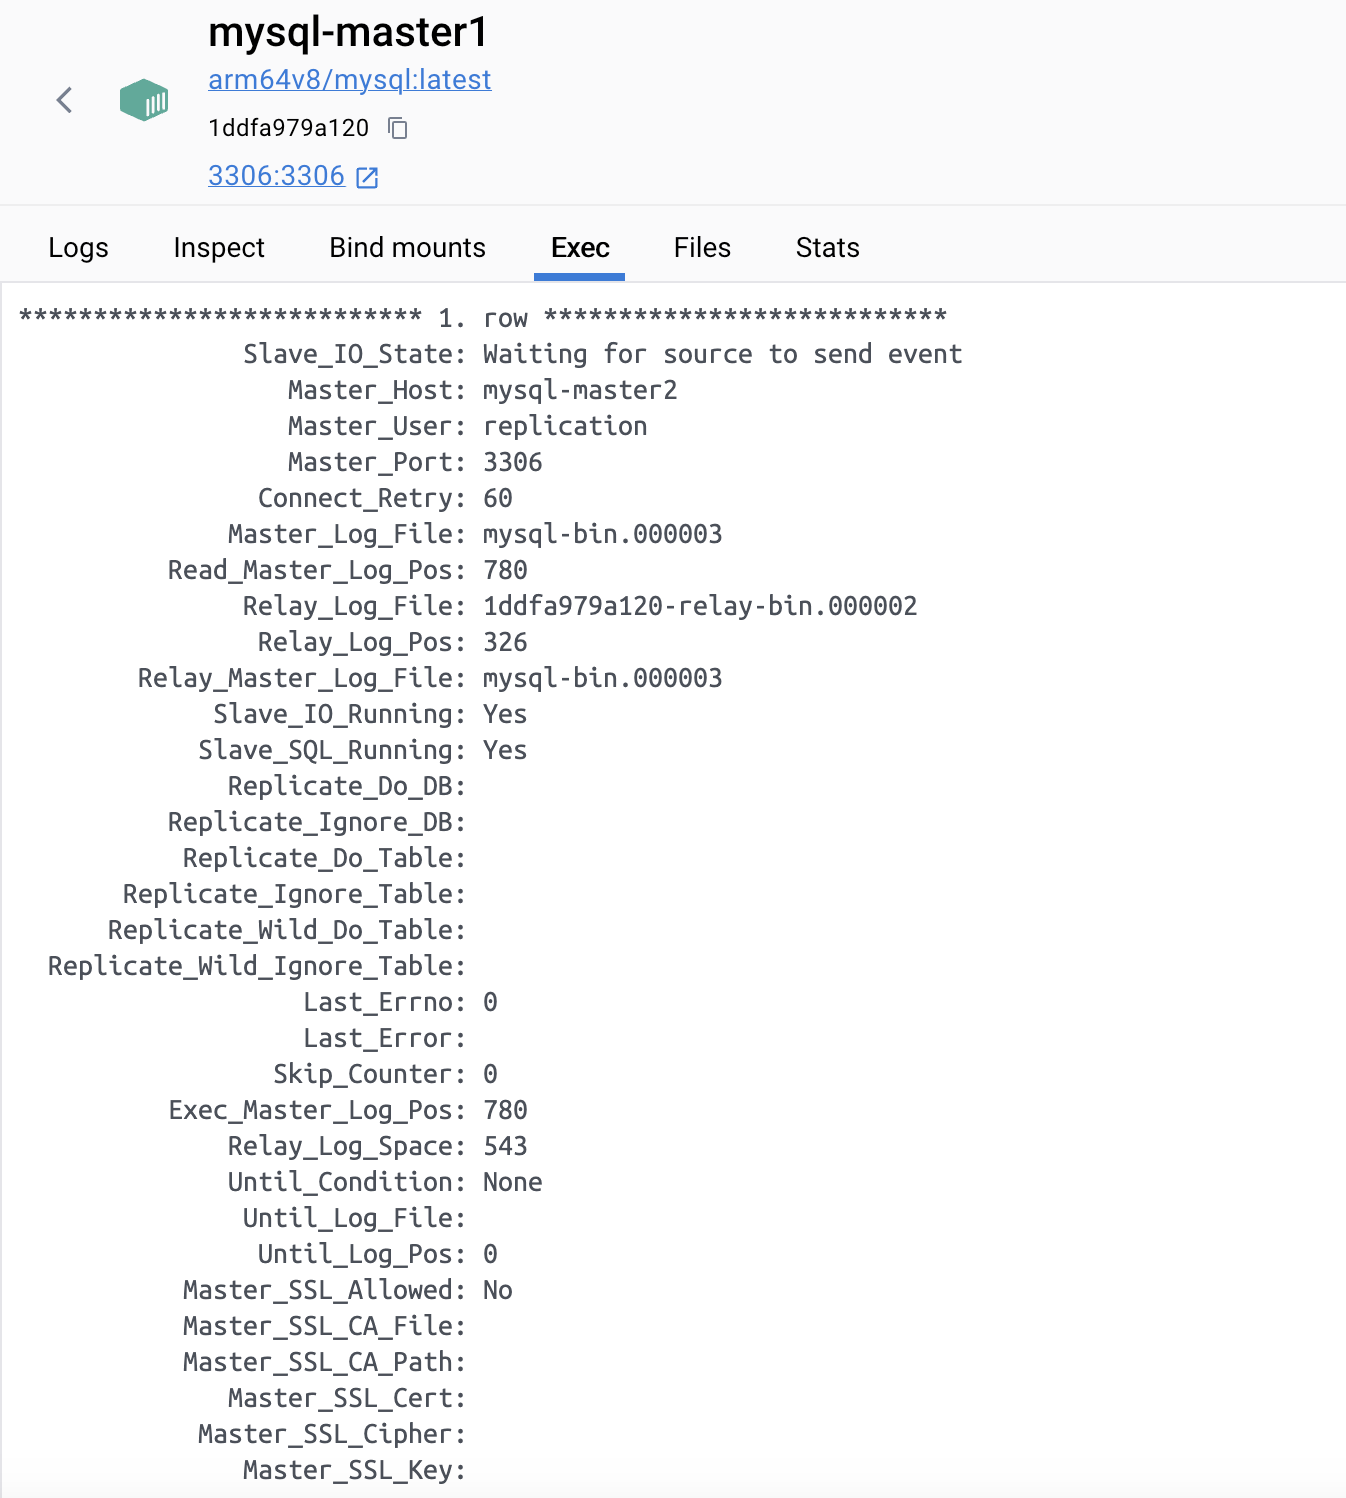 mysql-master1
arm64v8/mysql:latest
1ddfa979a120
3306:3306
Logs Inspect Bind mounts Exec Files Stats
*************************** 1. row ***************************
Slave_IO_State: Waiting for source to send event
Master_Host: mysql-master2
Master_User: replication
Master_Port: 3306
Connect_Retry: 60
Master_Log_File: mysql-bin.000003
Read_Master_Log_Pos: 780
Relay_Log_File: 1ddfa979a120-relay-bin.000002
Relay_Log_Pos: 326
Relay_Master_Log_File: mysql-bin.000003
Slave_IO_Running: Yes
Slave_SQL_Running: Yes
Replicate_Do_DB:
Replicate_Ignore_DB:
Replicate_Do_Table:
Replicate_Ignore_Table:
Replicate_Wild_Do_Table:
Replicate_Wild_Ignore_Table:
Last_Errno: 0
Last_Error:
Skip_Counter: 0
Exec_Master_Log_Pos: 780
Relay_Log_Space: 543
Until_Condition: None
Until_Log_File:
Until_Log_Pos: 0
Master_SSL_Allowed: No
Master_SSL_CA_File:
Master_SSL_CA_Path:
Master_SSL_Cert:
Master_SSL_Cipher:
Master_SSL_Key: